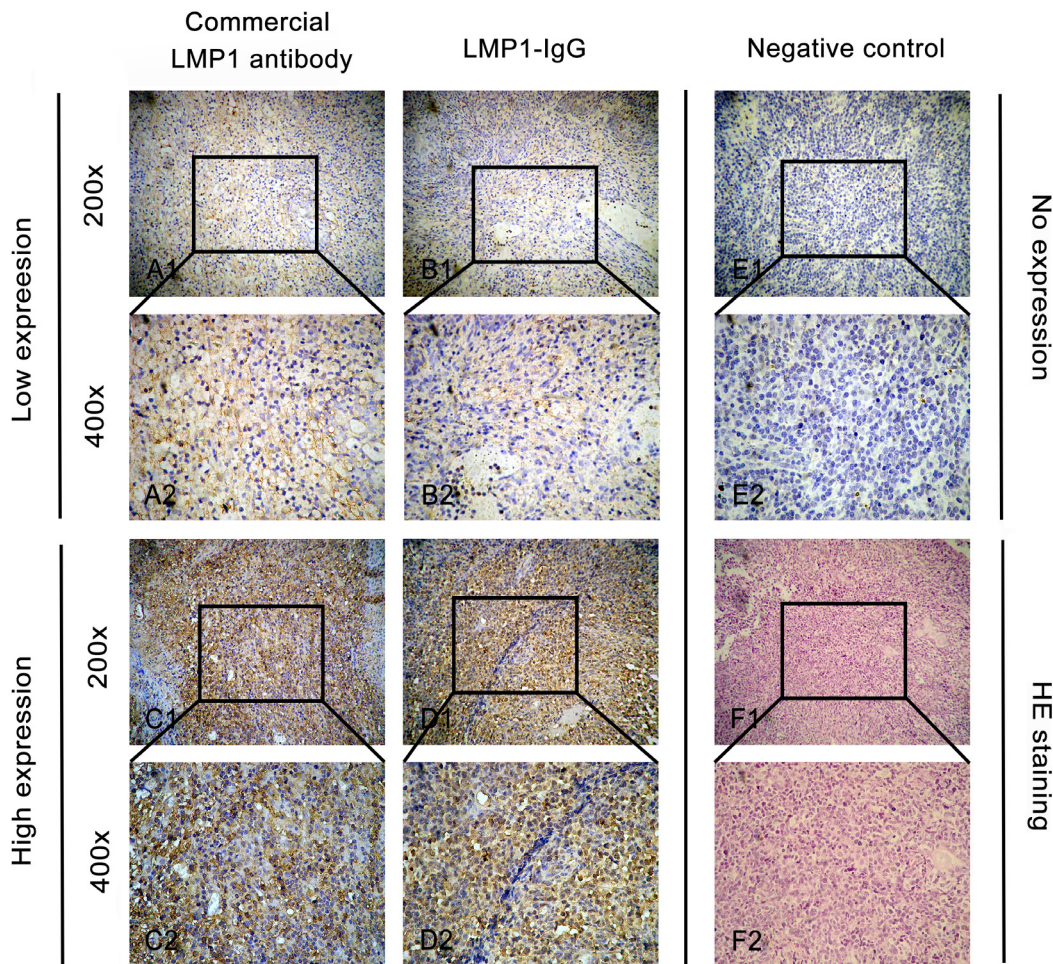 Commercial
LMP1 antibody
LMP1-IgG
Negative control
Low expreesion
200x
A1
B1
E1
No expression
400x
A2
B2
E2
High expression
200x
C1
D1
F1
HE staining
400x
C2
D2
F2